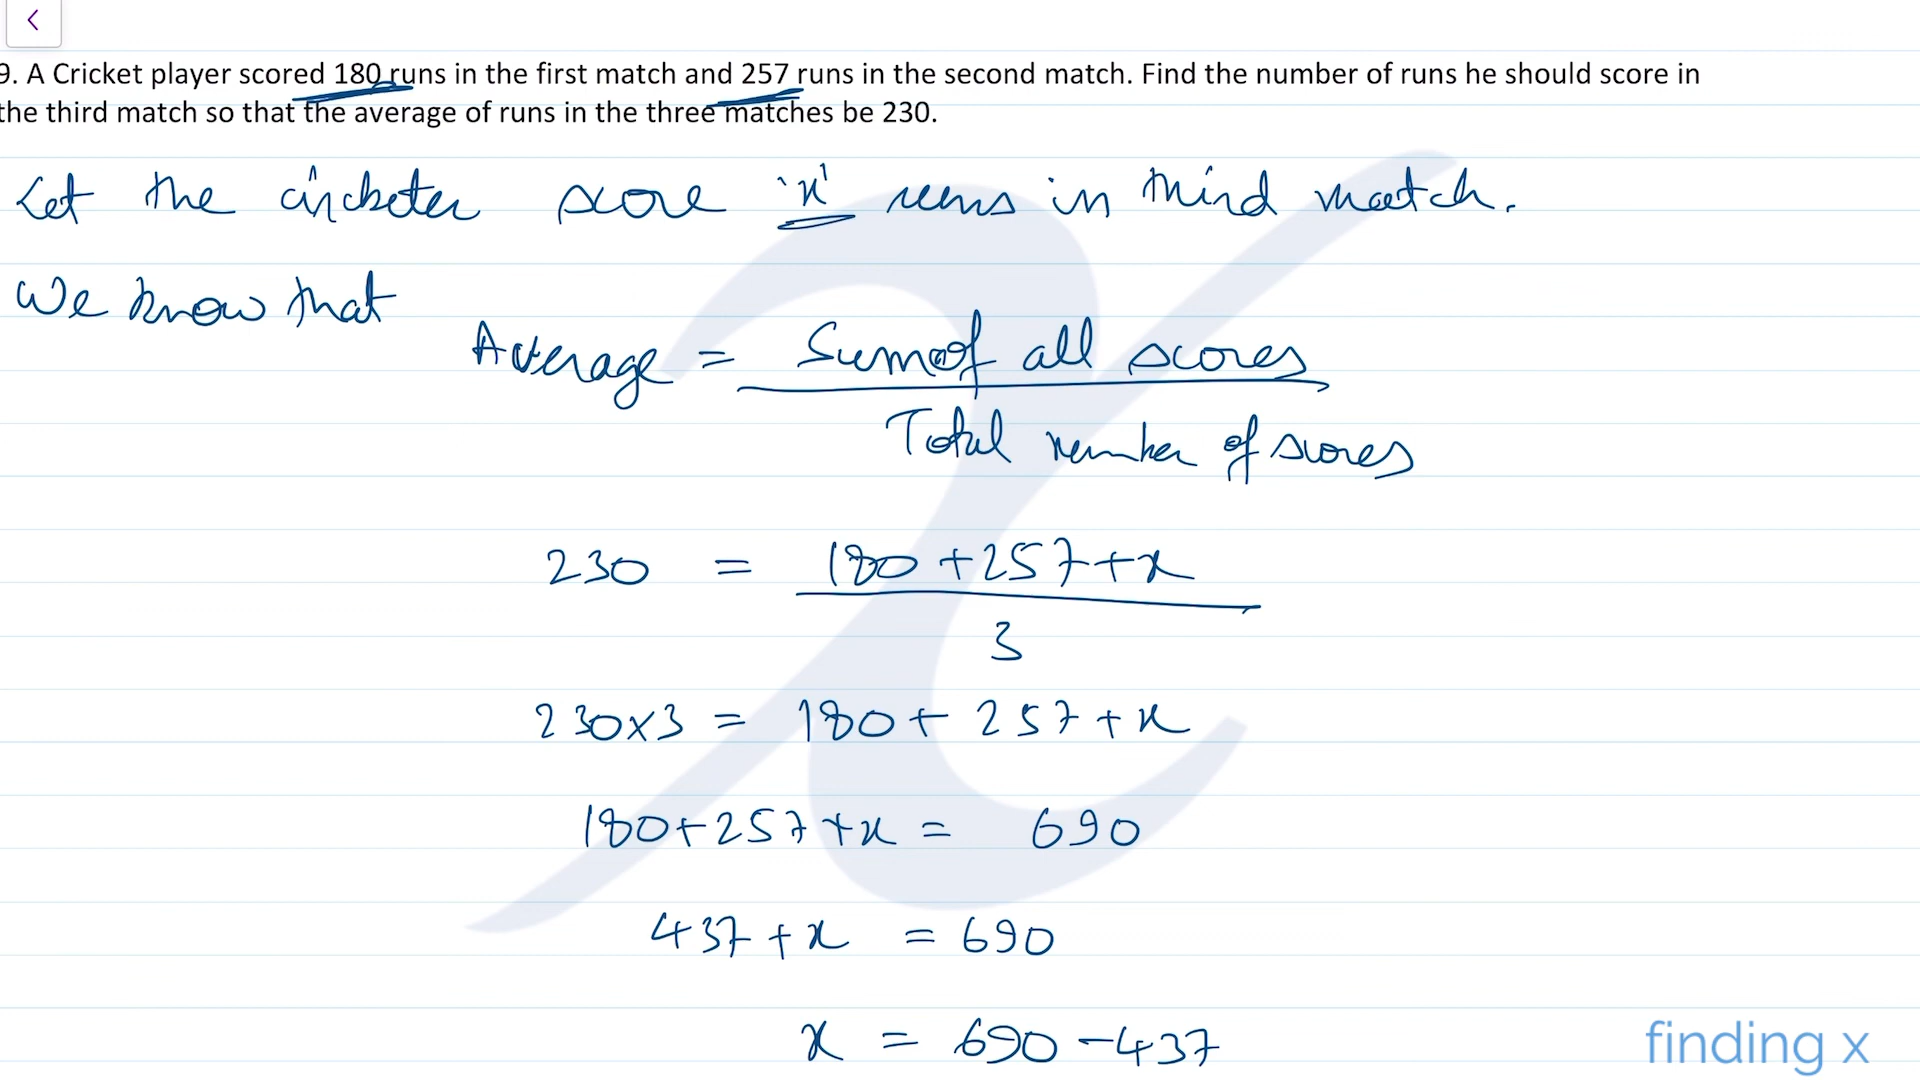 9. A Cricket player scored 180 runs in the first match and 257 runs in the second match. Find the number of runs he should score in
the third match so that the average of runs in the three matches be 230.
Let the cricketer score 'x' runs in third match.
We know that
Average = Sum of all scores
Total number of scores
230 = 180 + 257 + x
3
230x3 = 180 + 257 + x
180 + 257 + x = 690
437 + x = 690
x = 690 - 437
finding x